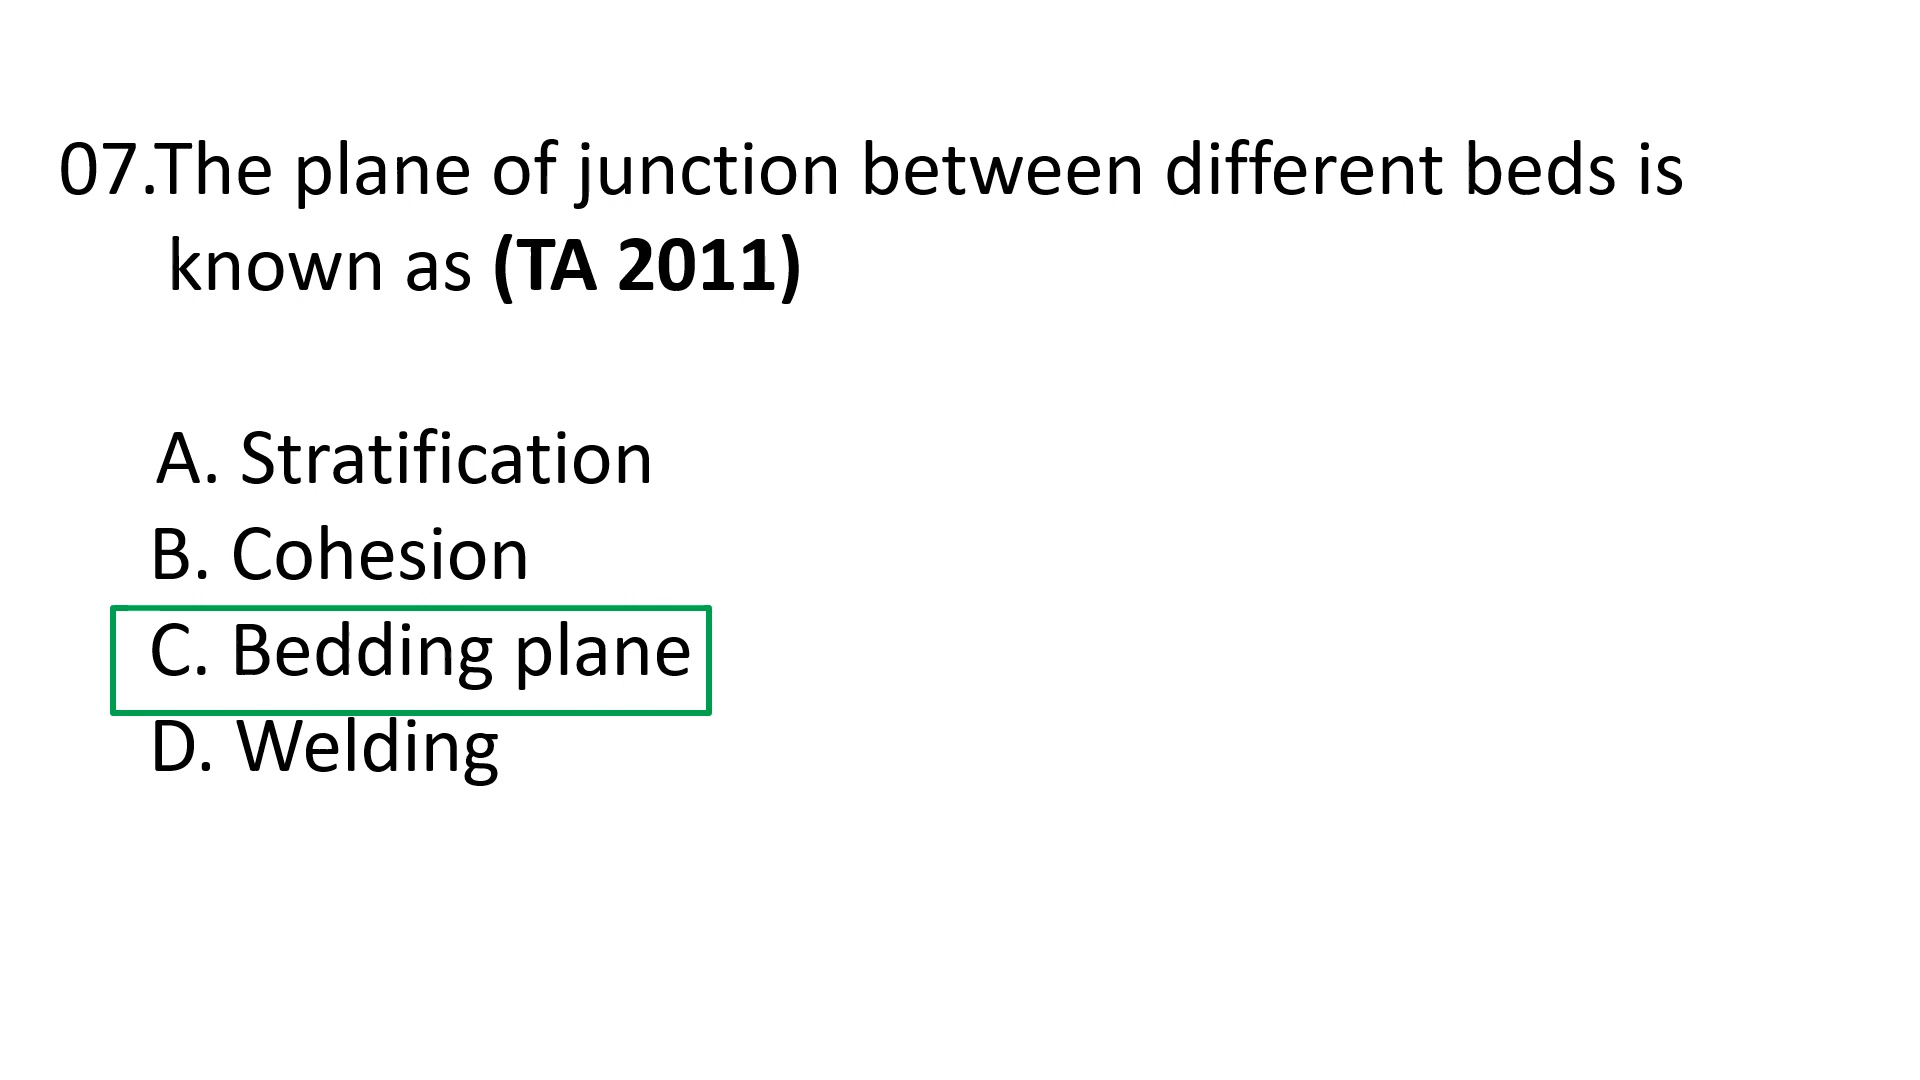 07.The plane of junction between different beds is
known as (TA 2011)
A. Stratification
B. Cohesion
C. Bedding plane
D. Welding